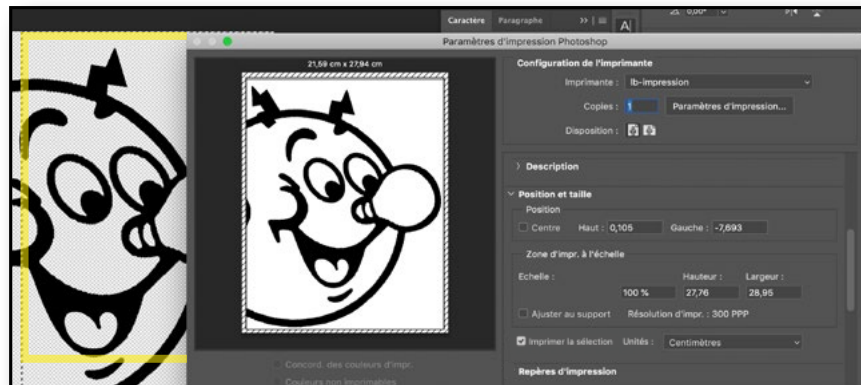 Caractère Paragraphe
A
0,00°
Paramètres d'impression Photoshop
21,59 cm x 27,94 cm
Configuration de l'imprimante
Imprimante : lb-impression
Copies : 1 Paramètres d'impression...
Disposition :
Description
Position et taille
Position
Centre Haut : 0,105 Gauche : -7,693
Zone d'impr. à l'échelle
Echelle : Hauteur : Largeur :
100 % 27,76 28,95
Ajuster au support Résolution d'impr. : 300 PPP
Imprimer la sélection Unités : Centimètres
Repères d'impression
Concord. des couleurs d'impr.
Couleurs non imprimables